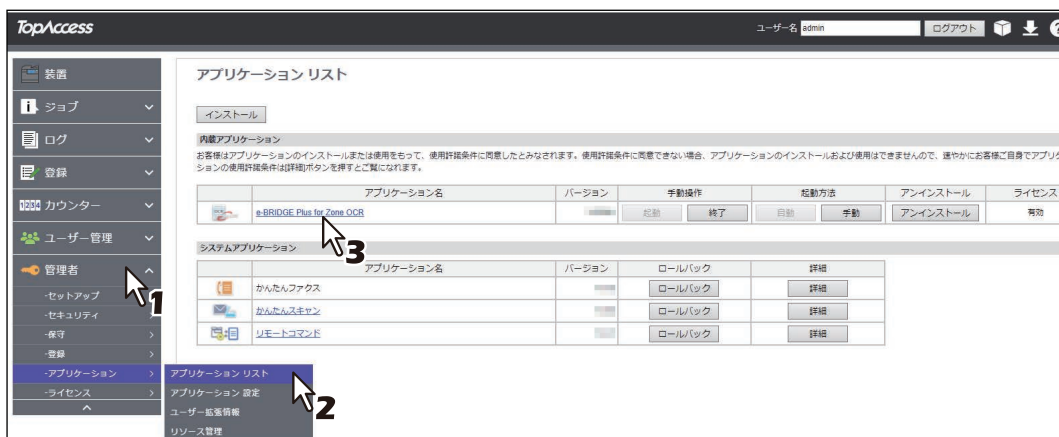 TopAccess
ユーザー名 admin ログアウト
装置
ジョブ
ログ
登録
カウンター
ユーザー管理
管理者
-セットアップ
-セキュリティ
-保守
-登録
-アプリケーション
-ライセンス
アプリケーション リスト
アプリケーション 設定
ユーザー拡張情報
リソース管理
1
2
アプリケーション リスト
インストール
内蔵アプリケーション
お客様はアプリケーションのインストールまたは使用をもって、使用許諾条件に同意したとみなされます。使用許諾条件に同意できない場合、アプリケーションのインストールおよび使用はできませんので、速やかにお客様ご自身でアプリケ
ションの使用許諾条件は[詳細]ボタンを押すとご覧になれます。
アプリケーション名 バージョン 手動操作 起動方法 アンインストール ライセンス
e-BRIDGE Plus for Zone OCR 起動 終了 自動 手動 アンインストール 有効
3
システムアプリケーション
アプリケーション名 バージョン ロールバック 詳細
かんたんファクス ロールバック 詳細
かんたんスキャン ロールバック 詳細
リモートコマンド ロールバック 詳細